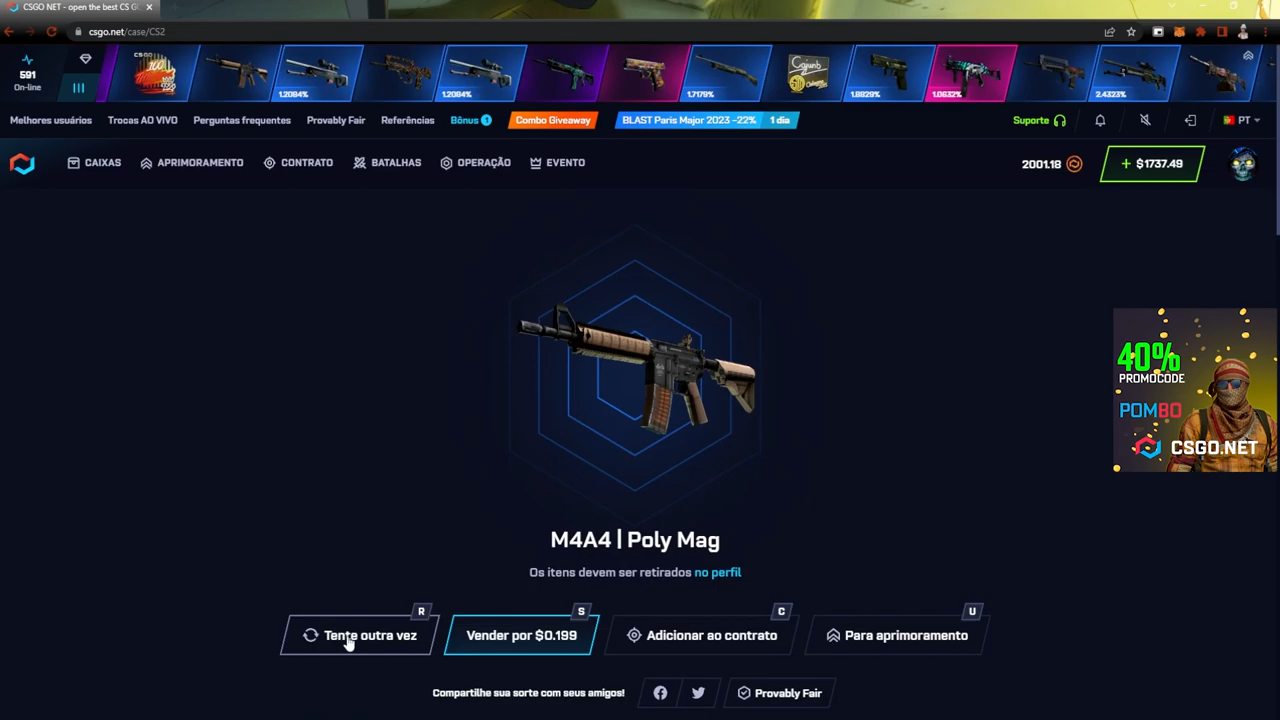 CSGO NET - open the best CS G
csgo.net/case/CS2
591
On-line
CSGO
100
1.2084%
1.2084%
1.7179%
Cajunb
1.8829%
1.0632%
2.4323%
Melhores usuários
Trocas AO VIVO
Perguntas frequentes
Provably Fair
Referências
Bônus 1
Combo Giveaway
BLAST Paris Major 2023 -22%
1 dia
Suporte
PT
CAIXAS
APRIMORAMENTO
CONTRATO
BATALHAS
OPERAÇÃO
EVENTO
2001.18
+ $1737.49
40%
PROMOCODE
POMBO
CSGO.NET
M4A4 | Poly Mag
Os itens devem ser retirados no perfil
R
S
C
U
Tente outra vez
Vender por $0.199
Adicionar ao contrato
Para aprimoramento
Compartilhe sua sorte com seus amigos!
Provably Fair